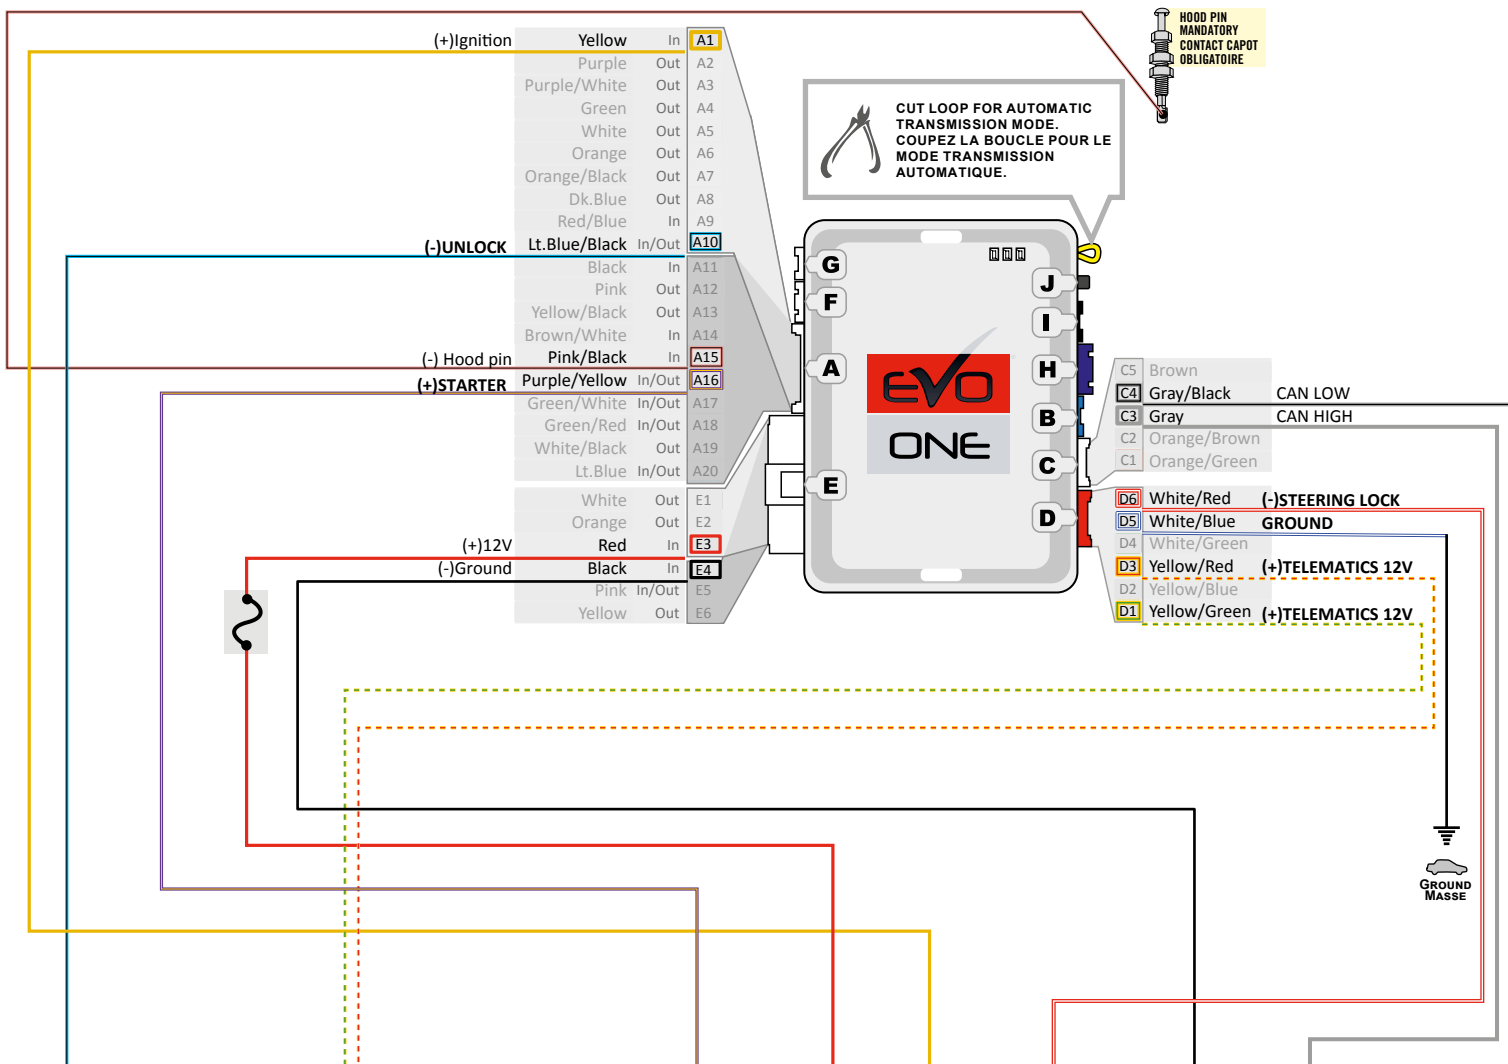 HOOD PIN
MANDATORY
CONTACT CAPOT
OBLIGATOIRE
CUT LOOP FOR AUTOMATIC
TRANSMISSION MODE.
COUPEZ LA BOUCLE POUR LE
MODE TRANSMISSION
AUTOMATIQUE.
(+)Ignition Yellow In A1
Purple Out A2
Purple/White Out A3
Green Out A4
White Out A5
Orange Out A6
Orange/Black Out A7
Dk.Blue Out A8
Red/Blue In A9
(-)UNLOCK Lt.Blue/Black In/Out A10
Black In A11
Pink Out A12
Yellow/Black Out A13
Brown/White In A14
(-) Hood pin Pink/Black In A15
(+)STARTER Purple/Yellow In/Out A16
Green/White In/Out A17
Green/Red In/Out A18
White/Black Out A19
Lt.Blue In/Out A20
White Out E1
Orange Out E2
(+)12V Red In E3
(-)Ground Black In E4
Pink In/Out E5
Yellow Out E6
G
F
A
E
J
I
H
B
C
D
EVO
ONE
C5 Brown
C4 Gray/Black CAN LOW
C3 Gray CAN HIGH
C2 Orange/Brown
C1 Orange/Green
D6 White/Red (-)STEERING LOCK
D5 White/Blue GROUND
D4 White/Green
D3 Yellow/Red (+)TELEMATICS 12V
D2 Yellow/Blue
D1 Yellow/Green (+)TELEMATICS 12V
GROUND
MASSE